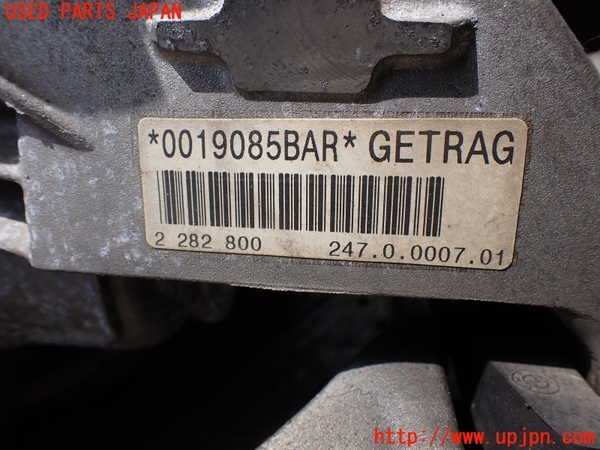 USED PARTS JAPAN
*0019085BAR* GETRAG
2 282 800 247.0.0007.01
http://www.upjpn.com/